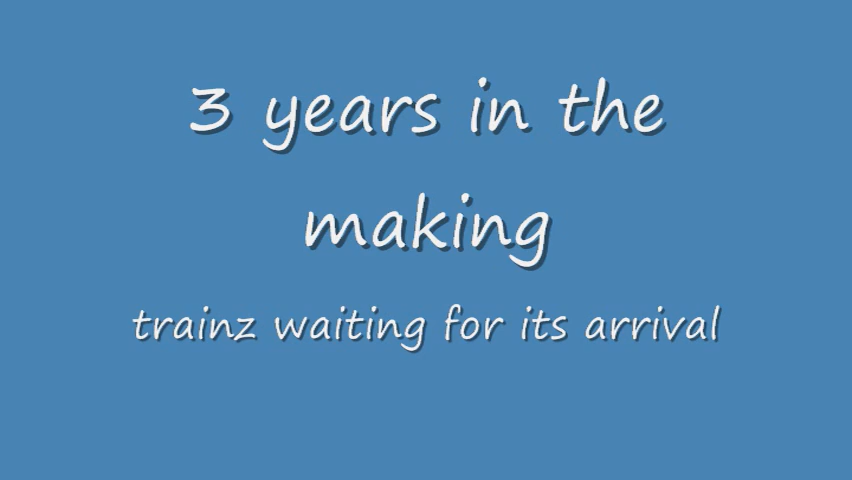 3 years in the
making
trainz waiting for its arrival